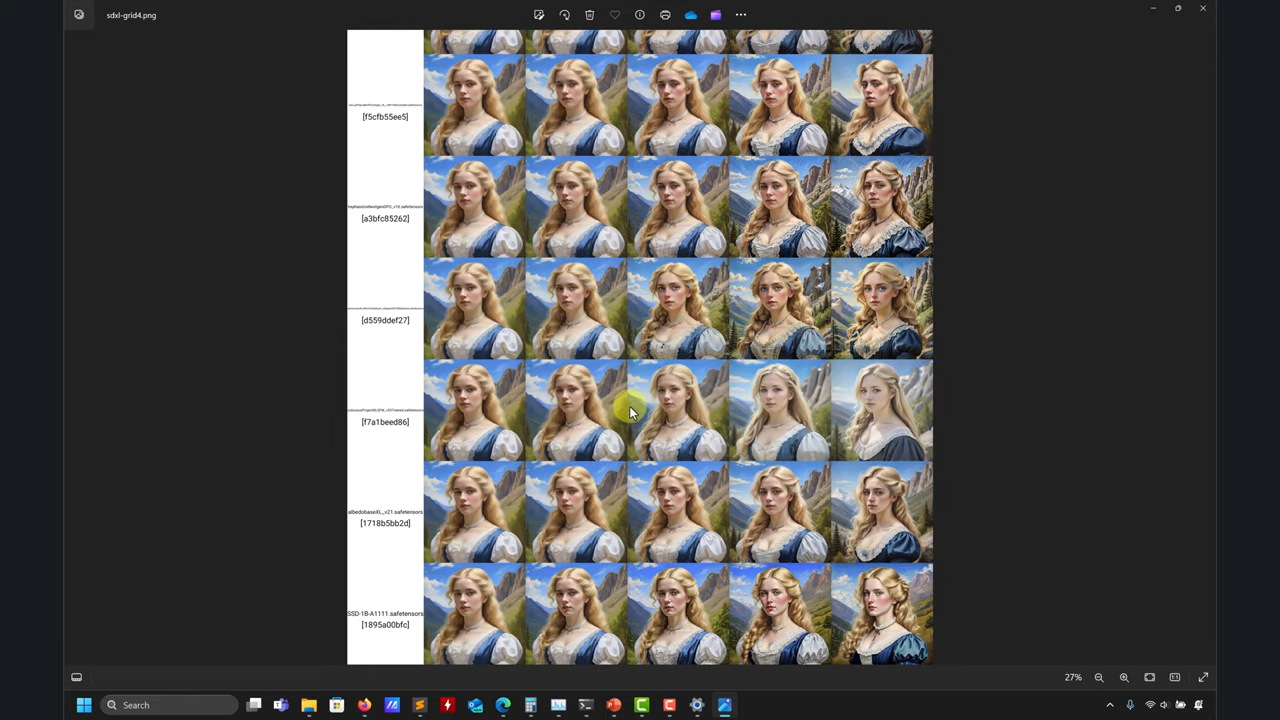 sdxl-grid4.png
[f5cfb55ee5]
[a3bfc85262]
[d559ddef27]
[f7a1beed86]
albedobaseXL_v21.safetensors
[1718b5bb2d]
SSD-1B-A1111.safetensors
[1895a00bfc]
27%
Search